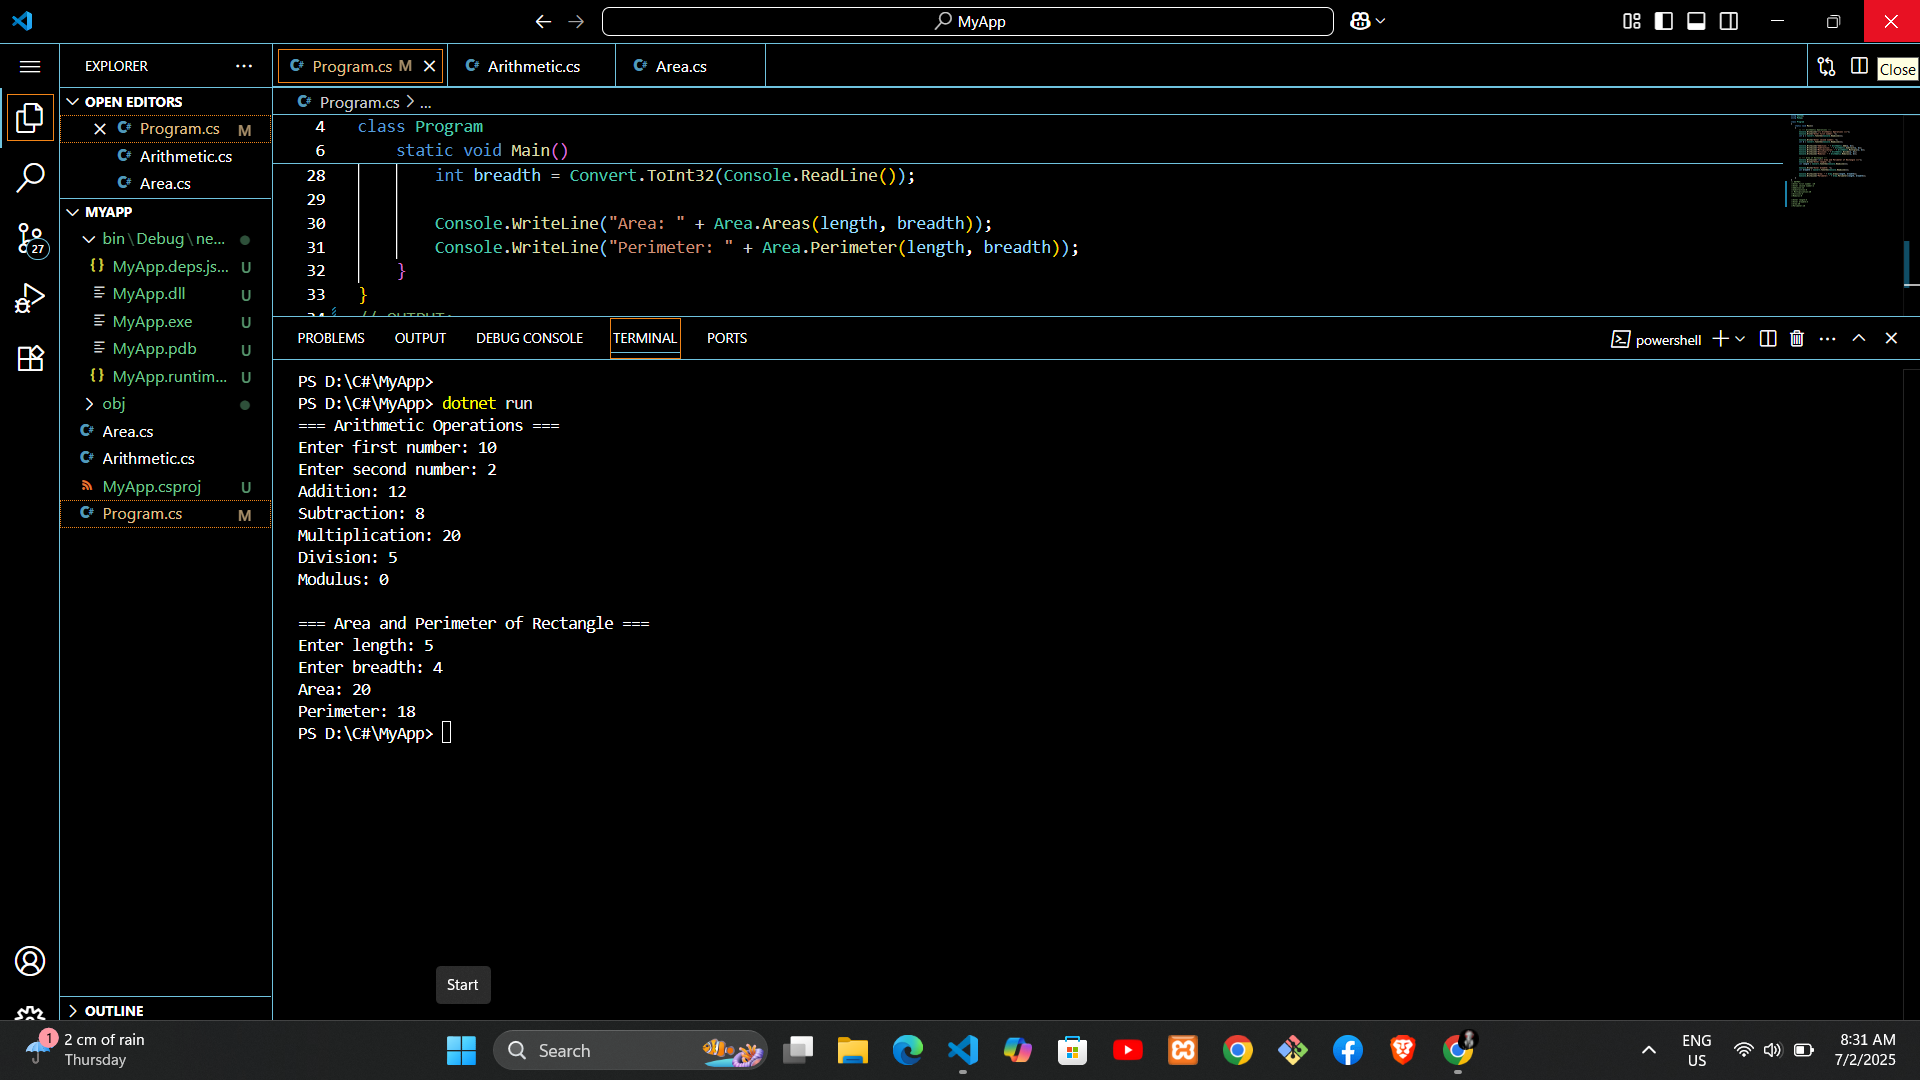 MyApp
EXPLORER
Program.cs M
Arithmetic.cs
Area.cs
Close
OPEN EDITORS
Program.cs M
Arithmetic.cs
Area.cs
MYAPP
bin\Debug\ne...
MyApp.deps.js... U
MyApp.dll U
MyApp.exe U
MyApp.pdb U
MyApp.runtim... U
obj
Area.cs
Arithmetic.cs
MyApp.csproj U
Program.cs M
27
OUTLINE
Program.cs > ...
4 class Program
6 static void Main()
28 int breadth = Convert.ToInt32(Console.ReadLine());
29
30 Console.WriteLine("Area: " + Area.Areas(length, breadth));
31 Console.WriteLine("Perimeter: " + Area.Perimeter(length, breadth));
32 }
33 }
34 // OUTPUT:
PROBLEMS OUTPUT DEBUG CONSOLE TERMINAL PORTS
powershell
PS D:\C#\MyApp>
PS D:\C#\MyApp> dotnet run
=== Arithmetic Operations ===
Enter first number: 10
Enter second number: 2
Addition: 12
Subtraction: 8
Multiplication: 20
Division: 5
Modulus: 0
=== Area and Perimeter of Rectangle ===
Enter length: 5
Enter breadth: 4
Area: 20
Perimeter: 18
PS D:\C#\MyApp>
Start
1
2 cm of rain
Thursday
Search
ENG
US
8:31 AM
7/2/2025